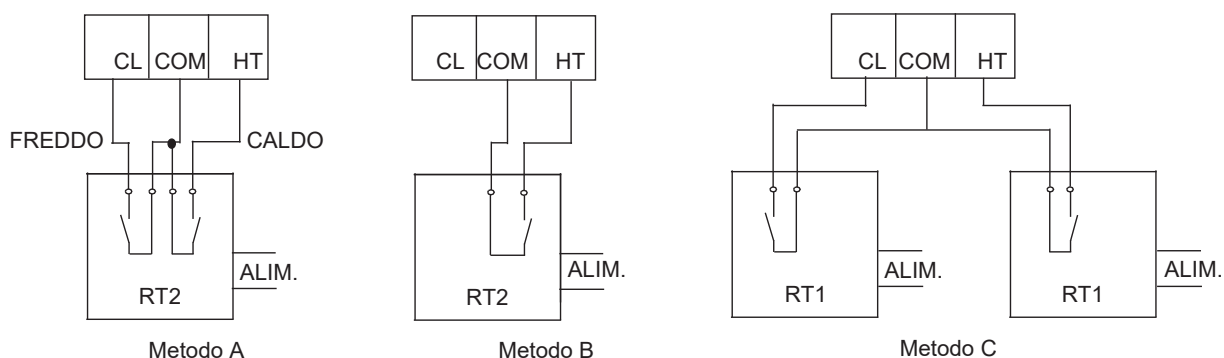 CL COM HT
FREDDO CALDO
ALIM.
RT2
Metodo A
CL COM HT
ALIM.
RT2
Metodo B
CL COM HT
ALIM. ALIM.
RT1 RT1
Metodo C